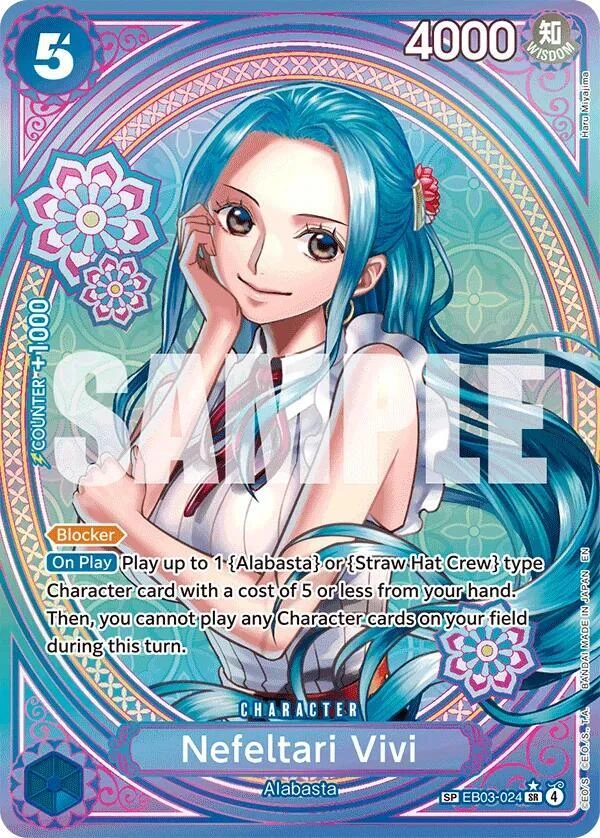 5
4000
知
WISDOM
Haru Miyajima
COUNTER +1000
SAMPLE
Blocker
On Play Play up to 1 {Alabasta} or {Straw Hat Crew} type
Character card with a cost of 5 or less from your hand.
Then, you cannot play any Character cards on your field
during this turn.
CHARACTER
Nefeltari Vivi
Alabasta
SP EB03-024 SR 4
©E.O./S. ©E.O./S.,T.A. BANDAI MADE IN JAPAN EN